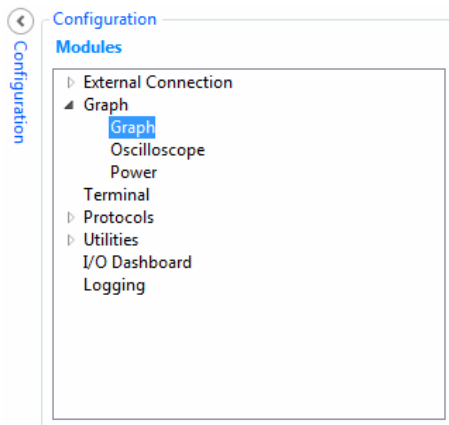 Configuration
Configuration
Modules
External Connection
Graph
Graph
Oscilloscope
Power
Terminal
Protocols
Utilities
I/O Dashboard
Logging